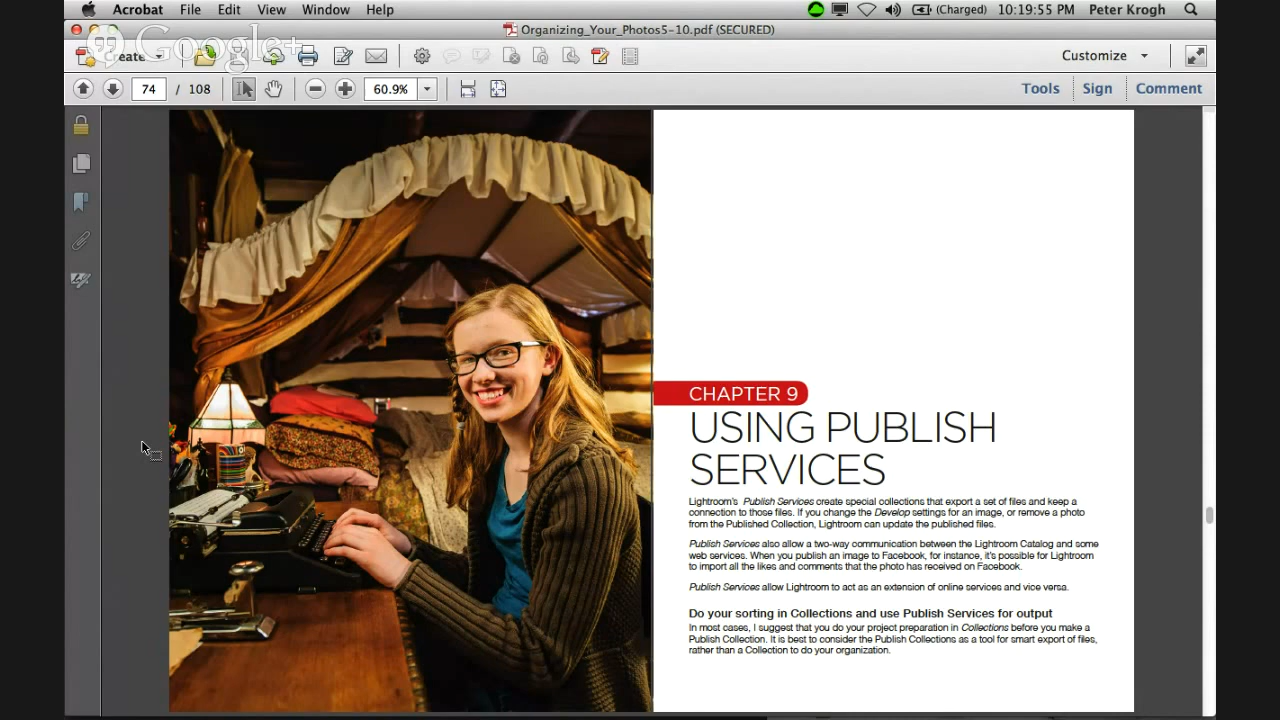 Acrobat File Edit View Window Help (Charged) 10:19:55 PM Peter Krogh
Organizing_Your_Photos5-10.pdf (SECURED)
Google+
Create
Customize
74 / 108 60.9% Tools Sign Comment
CHAPTER 9
USING PUBLISH
SERVICES
Lightroom's Publish Services create special collections that export a set of files and keep a
connection to those files. If you change the Develop settings for an image, or remove a photo
from the Published Collection, Lightroom can update the published files.
Publish Services also allow a two-way communication between the Lightroom Catalog and some
web services. When you publish an image to Facebook, for instance, it's possible for Lightroom
to import all the likes and comments that the photo has received on Facebook.
Publish Services allow Lightroom to act as an extension of online services and vice versa.
Do your sorting in Collections and use Publish Services for output
In most cases, I suggest that you do your project preparation in Collections before you make a
Publish Collection. It is best to consider the Publish Collections as a tool for smart export of files,
rather than a Collection to do your organization.